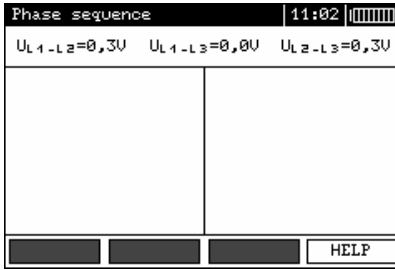 Phase sequence 11:02
UL1-L2=0,3V UL1-L3=0,0V UL2-L3=0,3V
HELP